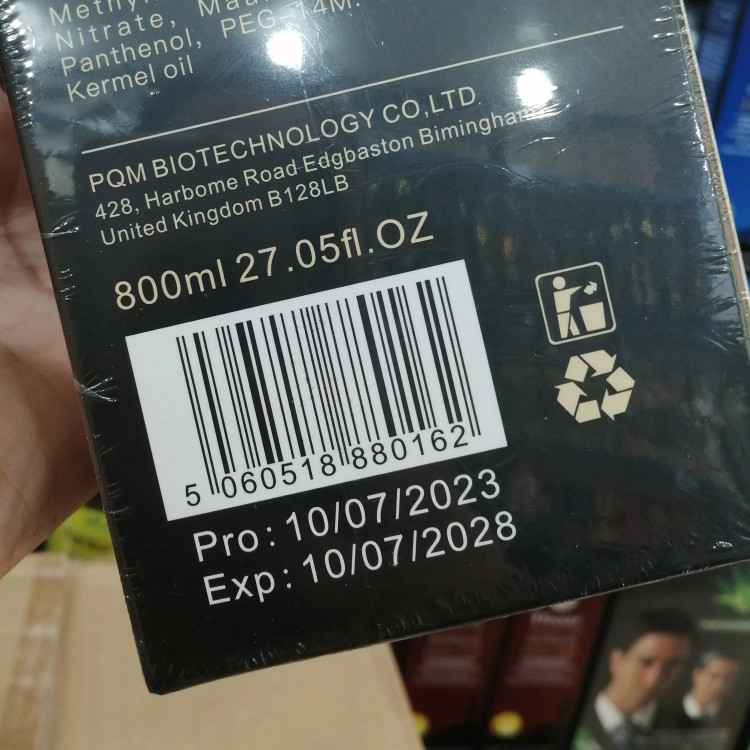 Nitrate,
Panthenol, PEG-14M.
Kermel oil
PQM BIOTECHNOLOGY CO,LTD
428, Harbome Road Edgbaston Bimingham
United Kingdom B128LB
800ml 27.05fl.OZ
5 060518 880162
Pro: 10/07/2023
Exp: 10/07/2028